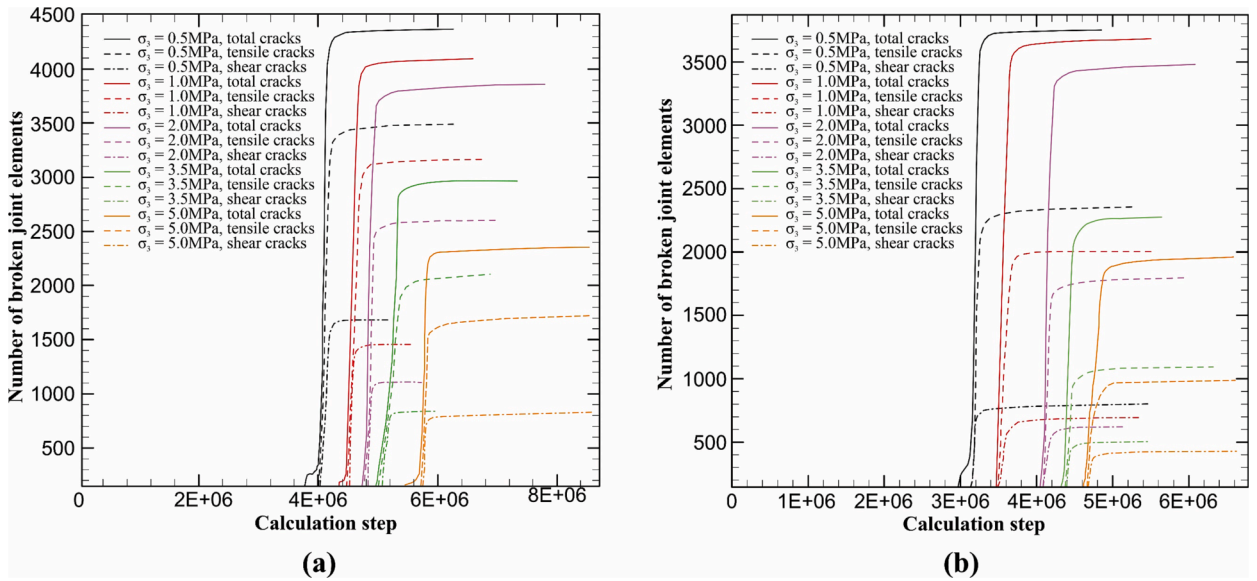 4500
4000
3500
3000
2500
2000
1500
1000
500
0
2E+06
4E+06
6E+06
8E+06
Number of broken joint elements
Calculation step
σ3 = 0.5MPa, total cracks
σ3 = 0.5MPa, tensile cracks
σ3 = 0.5MPa, shear cracks
σ3 = 1.0MPa, total cracks
σ3 = 1.0MPa, tensile cracks
σ3 = 1.0MPa, shear cracks
σ3 = 2.0MPa, total cracks
σ3 = 2.0MPa, tensile cracks
σ3 = 2.0MPa, shear cracks
σ3 = 3.5MPa, total cracks
σ3 = 3.5MPa, tensile cracks
σ3 = 3.5MPa, shear cracks
σ3 = 5.0MPa, total cracks
σ3 = 5.0MPa, tensile cracks
σ3 = 5.0MPa, shear cracks
(a)
3500
3000
2500
2000
1500
1000
500
0
1E+06
2E+06
3E+06
4E+06
5E+06
6E+06
Number of broken joint elements
Calculation step
σ3 = 0.5MPa, total cracks
σ3 = 0.5MPa, tensile cracks
σ3 = 0.5MPa, shear cracks
σ3 = 1.0MPa, total cracks
σ3 = 1.0MPa, tensile cracks
σ3 = 1.0MPa, shear cracks
σ3 = 2.0MPa, total cracks
σ3 = 2.0MPa, tensile cracks
σ3 = 2.0MPa, shear cracks
σ3 = 3.5MPa, total cracks
σ3 = 3.5MPa, tensile cracks
σ3 = 3.5MPa, shear cracks
σ3 = 5.0MPa, total cracks
σ3 = 5.0MPa, tensile cracks
σ3 = 5.0MPa, shear cracks
(b)